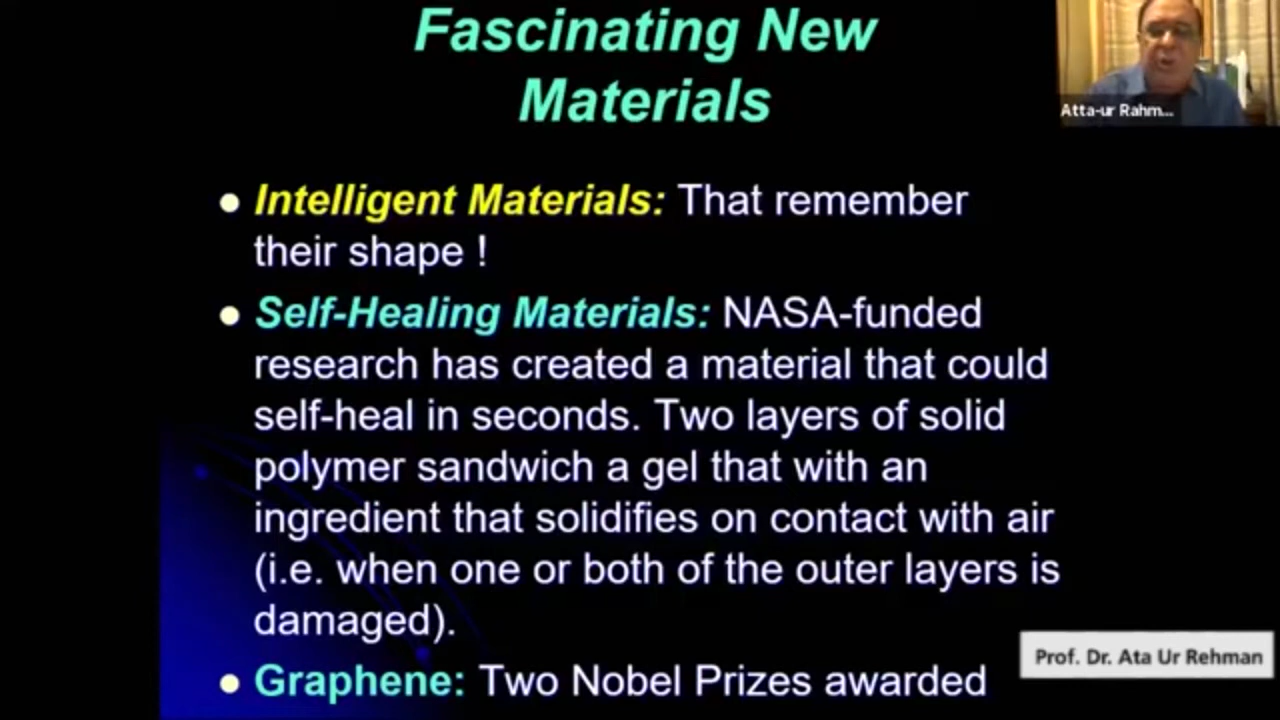 Fascinating New
Materials
Atta-ur Rahm...
Intelligent Materials: That remember
their shape !
Self-Healing Materials: NASA-funded
research has created a material that could
self-heal in seconds. Two layers of solid
polymer sandwich a gel that with an
ingredient that solidifies on contact with air
(i.e. when one or both of the outer layers is
damaged).
Graphene: Two Nobel Prizes awarded
Prof. Dr. Ata Ur Rehman